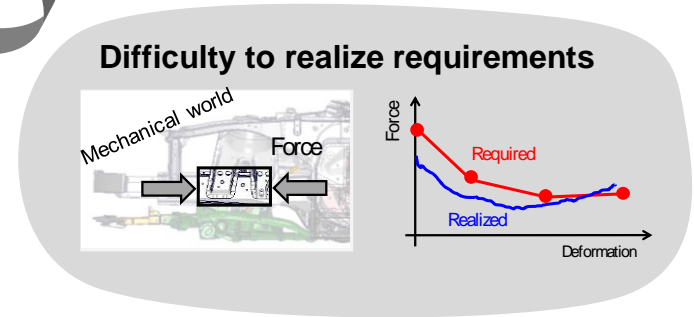 Difficulty to realize requirements
Mechanical world
Force
Force
Required
Realized
Deformation